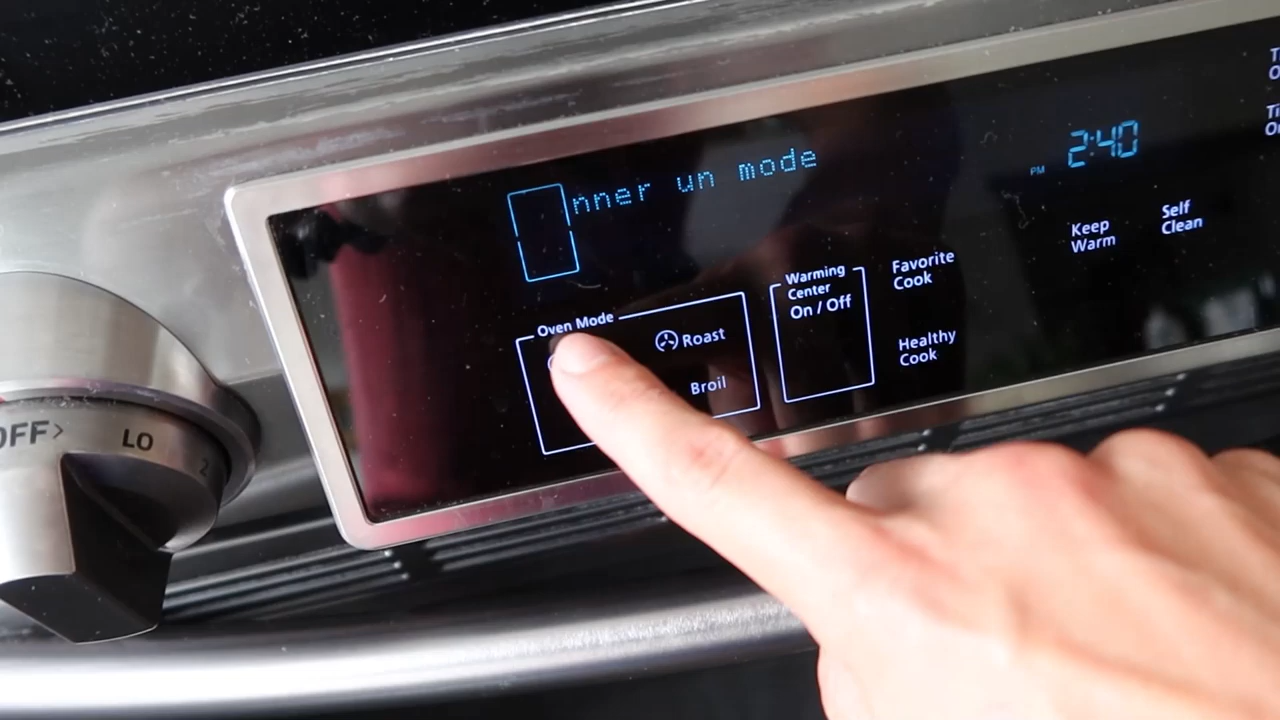 nner un mode
PM 2:40
Oven Mode
Roast
Broil
Warming
Center
On / Off
Favorite
Cook
Healthy
Cook
Keep
Warm
Self
Clean
OFF>
LO
2